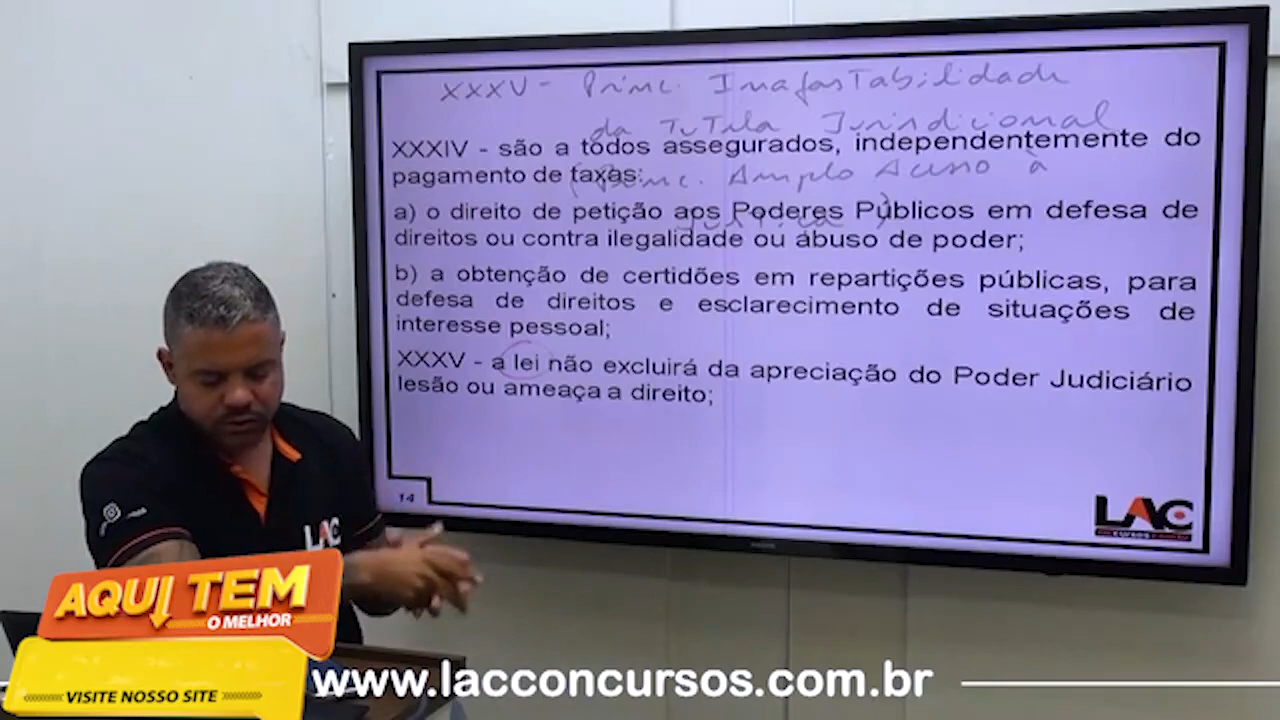 XXXV - Princ. Inafastabilidade
da Tutela Jurisdicional
XXXIV - são a todos assegurados, independentemente do
pagamento de taxas:
(Princ. Amplo Acesso à
a) o direito de petição aos Poderes Públicos em defesa de
justiça)
direitos ou contra ilegalidade ou abuso de poder;
b) a obtenção de certidões em repartições públicas, para
defesa de direitos e esclarecimento de situações de
interesse pessoal;
XXXV - a lei não excluirá da apreciação do Poder Judiciário
lesão ou ameaça a direito;
14
LAC
CURSOS
LAC
AQUI TEM
O MELHOR
VISITE NOSSO SITE
www.lacconcursos.com.br